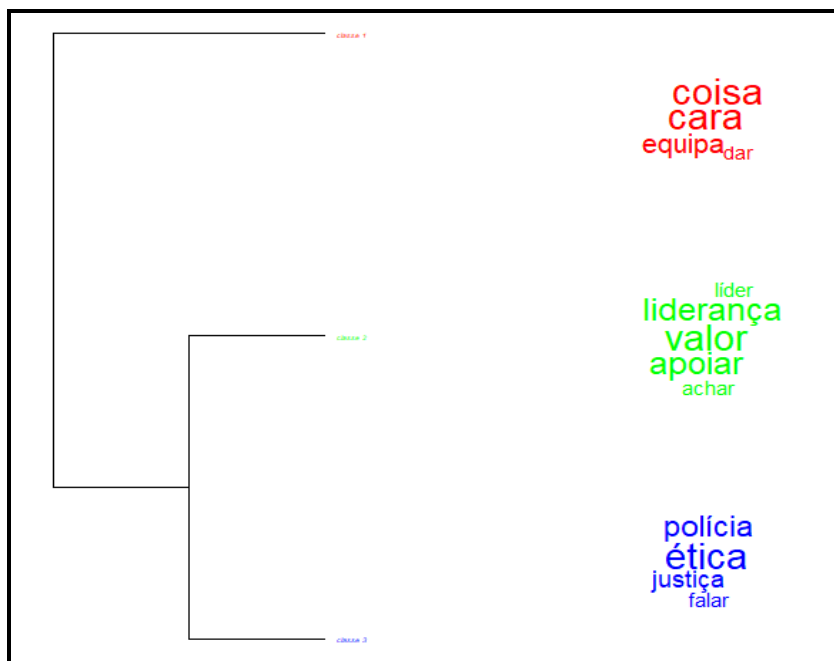 classe 1
coisa
cara
equipa dar
líder
liderança
classe 2
valor
apoiar
achar
polícia
ética
justiça
falar
classe 3